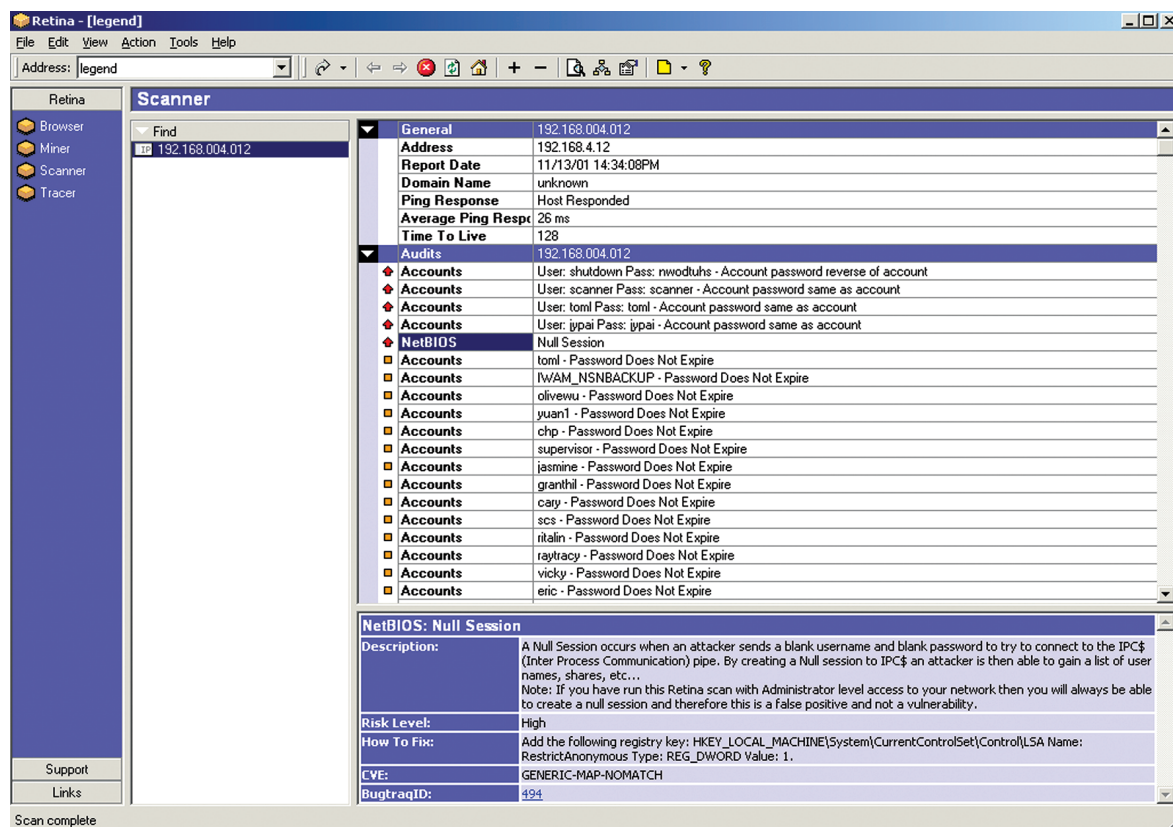 Retina - [legend]
File Edit View Action Tools Help
Address: legend
Retina
Browser
Miner
Scanner
Tracer
Support
Links
Scanner
Find
IP 192.168.004.012
General 192.168.004.012
Address 192.168.4.12
Report Date 11/13/01 14:34:08PM
Domain Name unknown
Ping Response Host Responded
Average Ping Respc 26 ms
Time To Live 128
Audits 192.168.004.012
Accounts User: shutdown Pass: nwodtuhs - Account password reverse of account
Accounts User: scanner Pass: scanner - Account password same as account
Accounts User: toml Pass: toml - Account password same as account
Accounts User: jypai Pass: jypai - Account password same as account
NetBIOS Null Session
Accounts toml - Password Does Not Expire
Accounts IWAM_NSNBACKUP - Password Does Not Expire
Accounts olivewu - Password Does Not Expire
Accounts yuan1 - Password Does Not Expire
Accounts chp - Password Does Not Expire
Accounts supervisor - Password Does Not Expire
Accounts jasmine - Password Does Not Expire
Accounts granthil - Password Does Not Expire
Accounts cary - Password Does Not Expire
Accounts scs - Password Does Not Expire
Accounts ritalin - Password Does Not Expire
Accounts raytracy - Password Does Not Expire
Accounts vicky - Password Does Not Expire
Accounts eric - Password Does Not Expire
NetBIOS: Null Session
Description: A Null Session occurs when an attacker sends a blank username and blank password to try to connect to the IPC$
(Inter Process Communication) pipe. By creating a Null session to IPC$ an attacker is then able to gain a list of user
names, shares, etc...
Note: If you have run this Retina scan with Administrator level access to your network then you will always be able
to create a null session and therefore this is a false positive and not a vulnerability.
Risk Level: High
How To Fix: Add the following registry key: HKEY_LOCAL_MACHINE\System\CurrentControlSet\Control\LSA Name:
RestrictAnonymous Type: REG_DWORD Value: 1.
CVE: GENERIC-MAP-NOMATCH
BugtraqID: 494
Scan complete